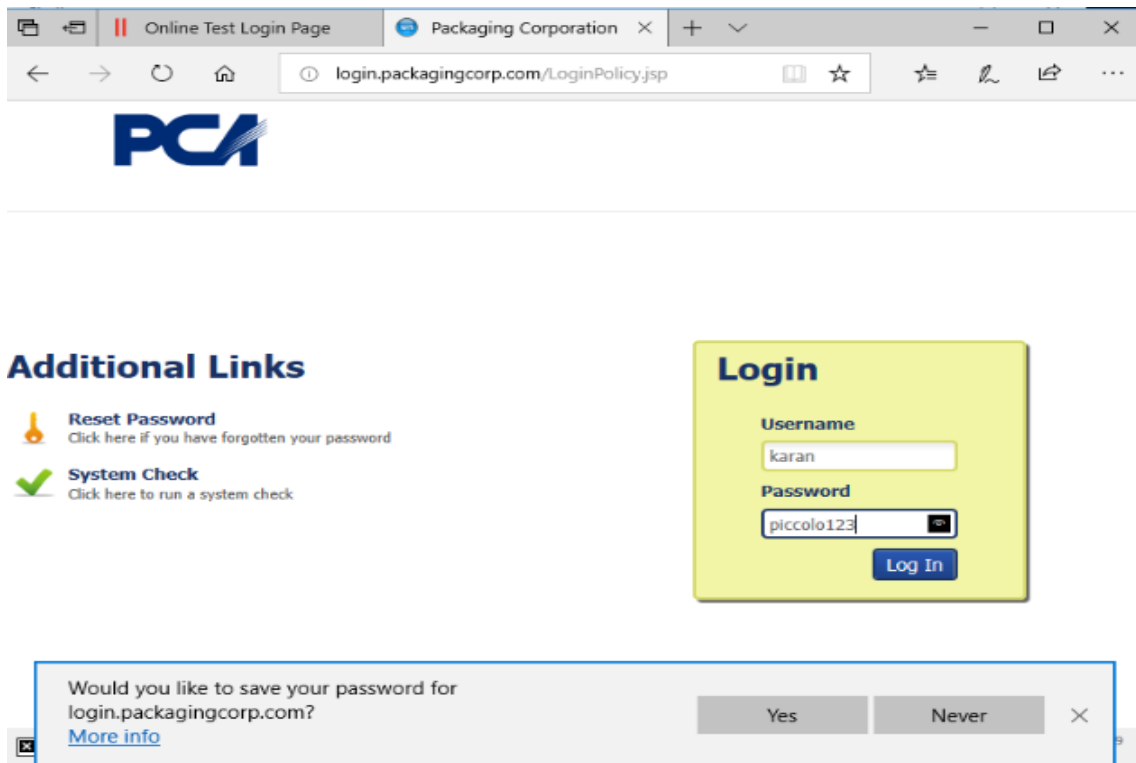 Online Test Login Page
Packaging Corporation
login.packagingcorp.com/LoginPolicy.jsp
PCA
Additional Links
Reset Password
Click here if you have forgotten your password
System Check
Click here to run a system check
Login
Username
karan
Password
piccolo123
Log In
Would you like to save your password for
login.packagingcorp.com?
More info
Yes
Never
9